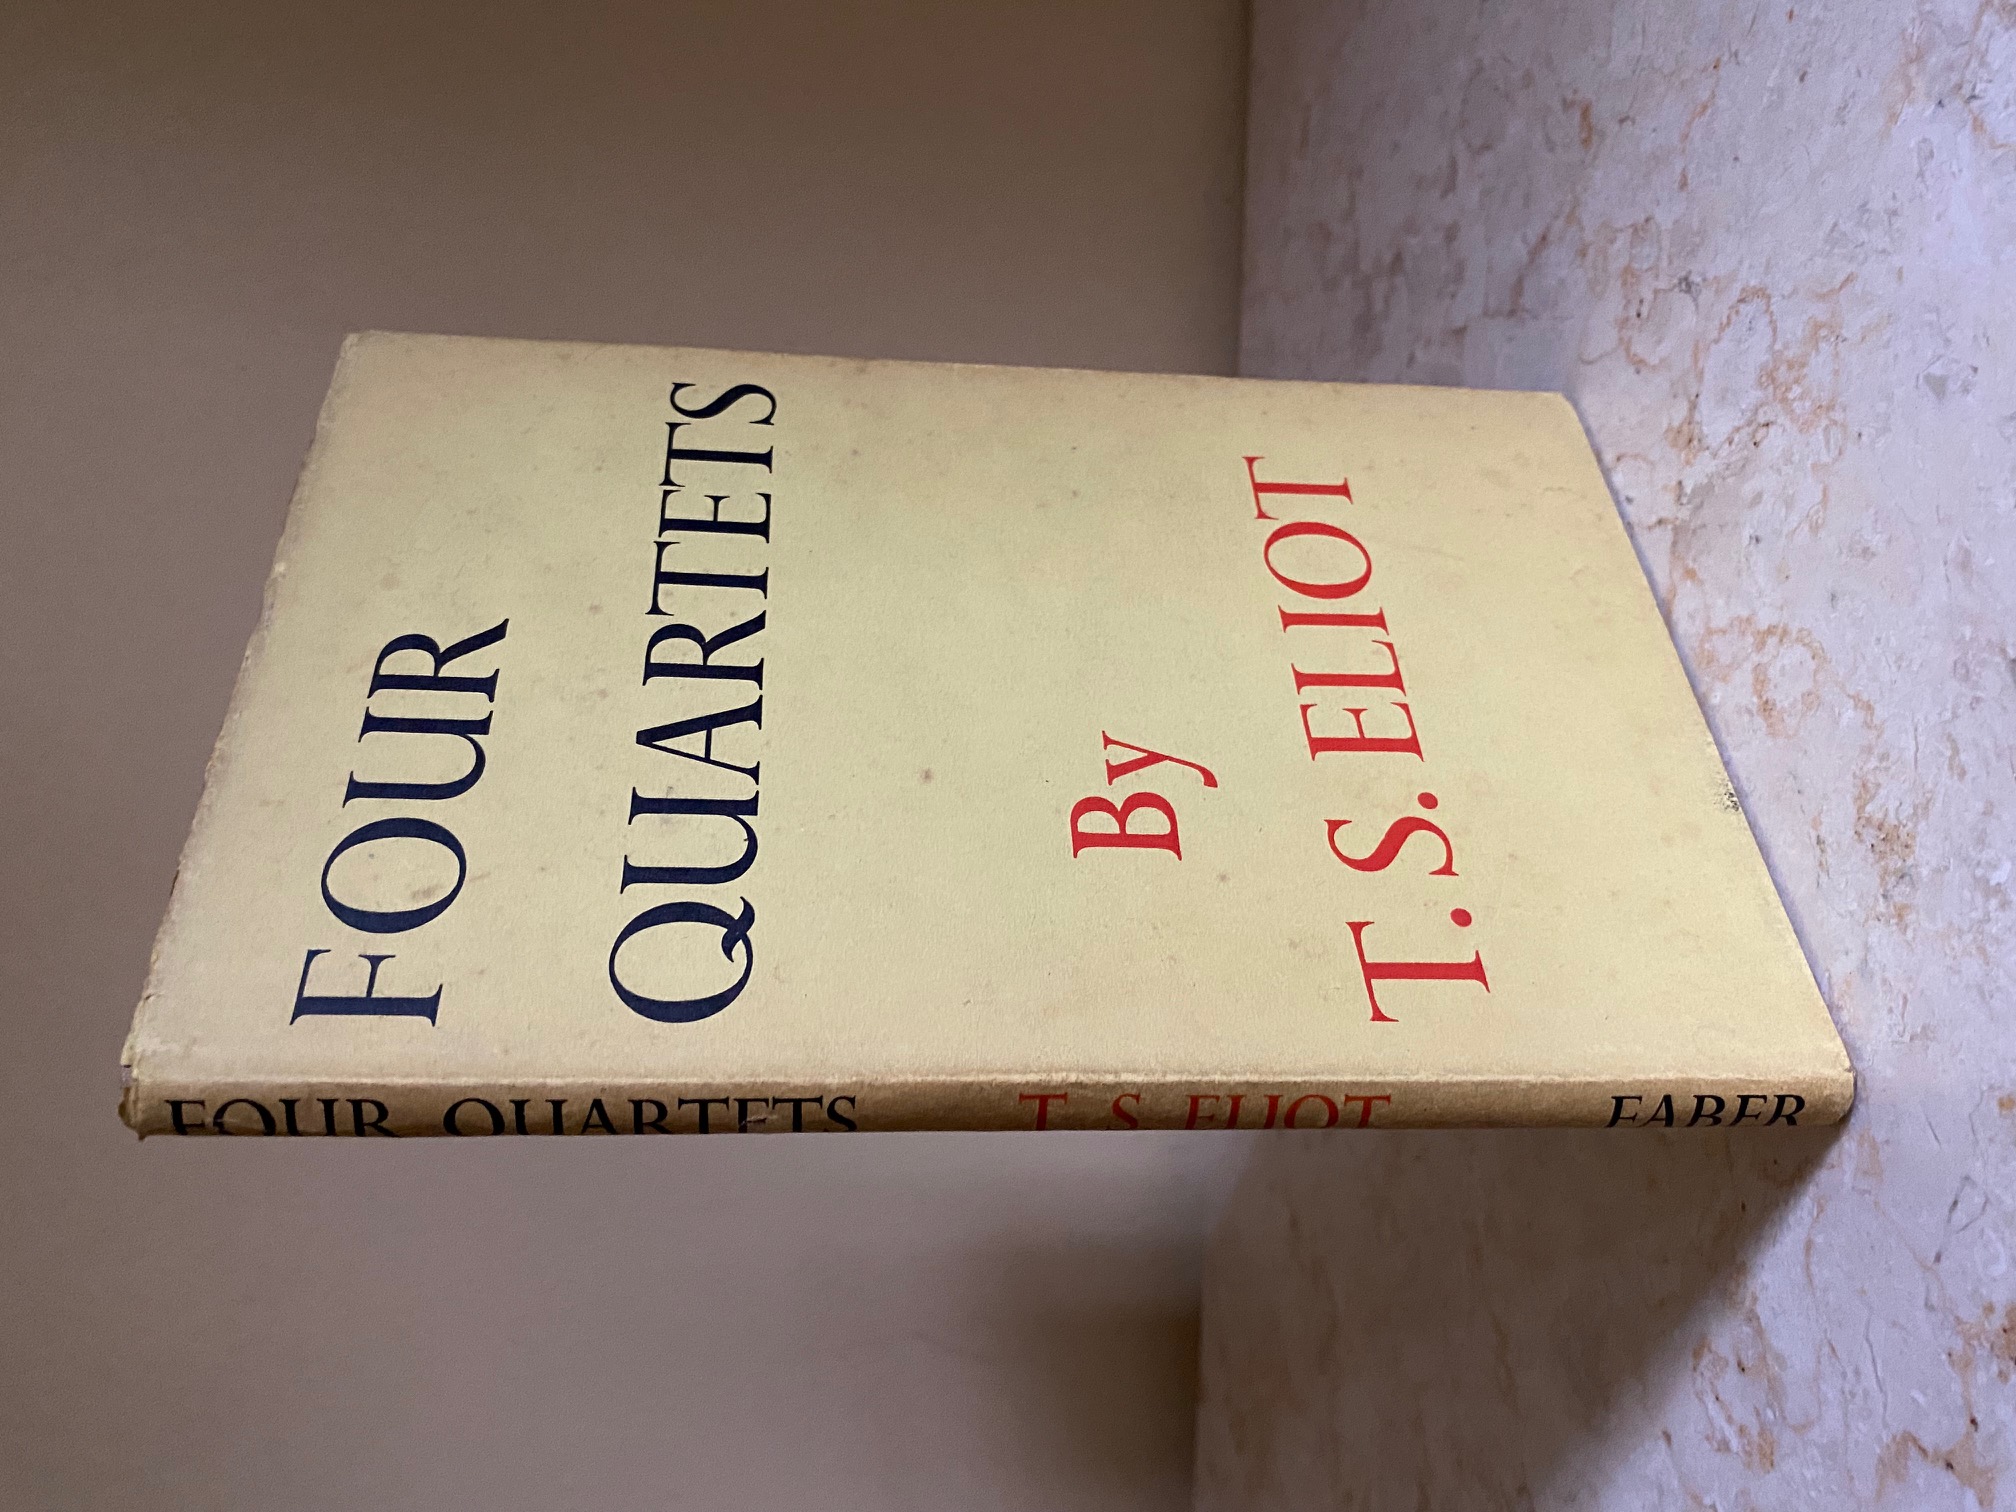 FOUR
QUARTETS
By
T. S. ELIOT
FOUR QUARTETS T. S. ELIOT FABER